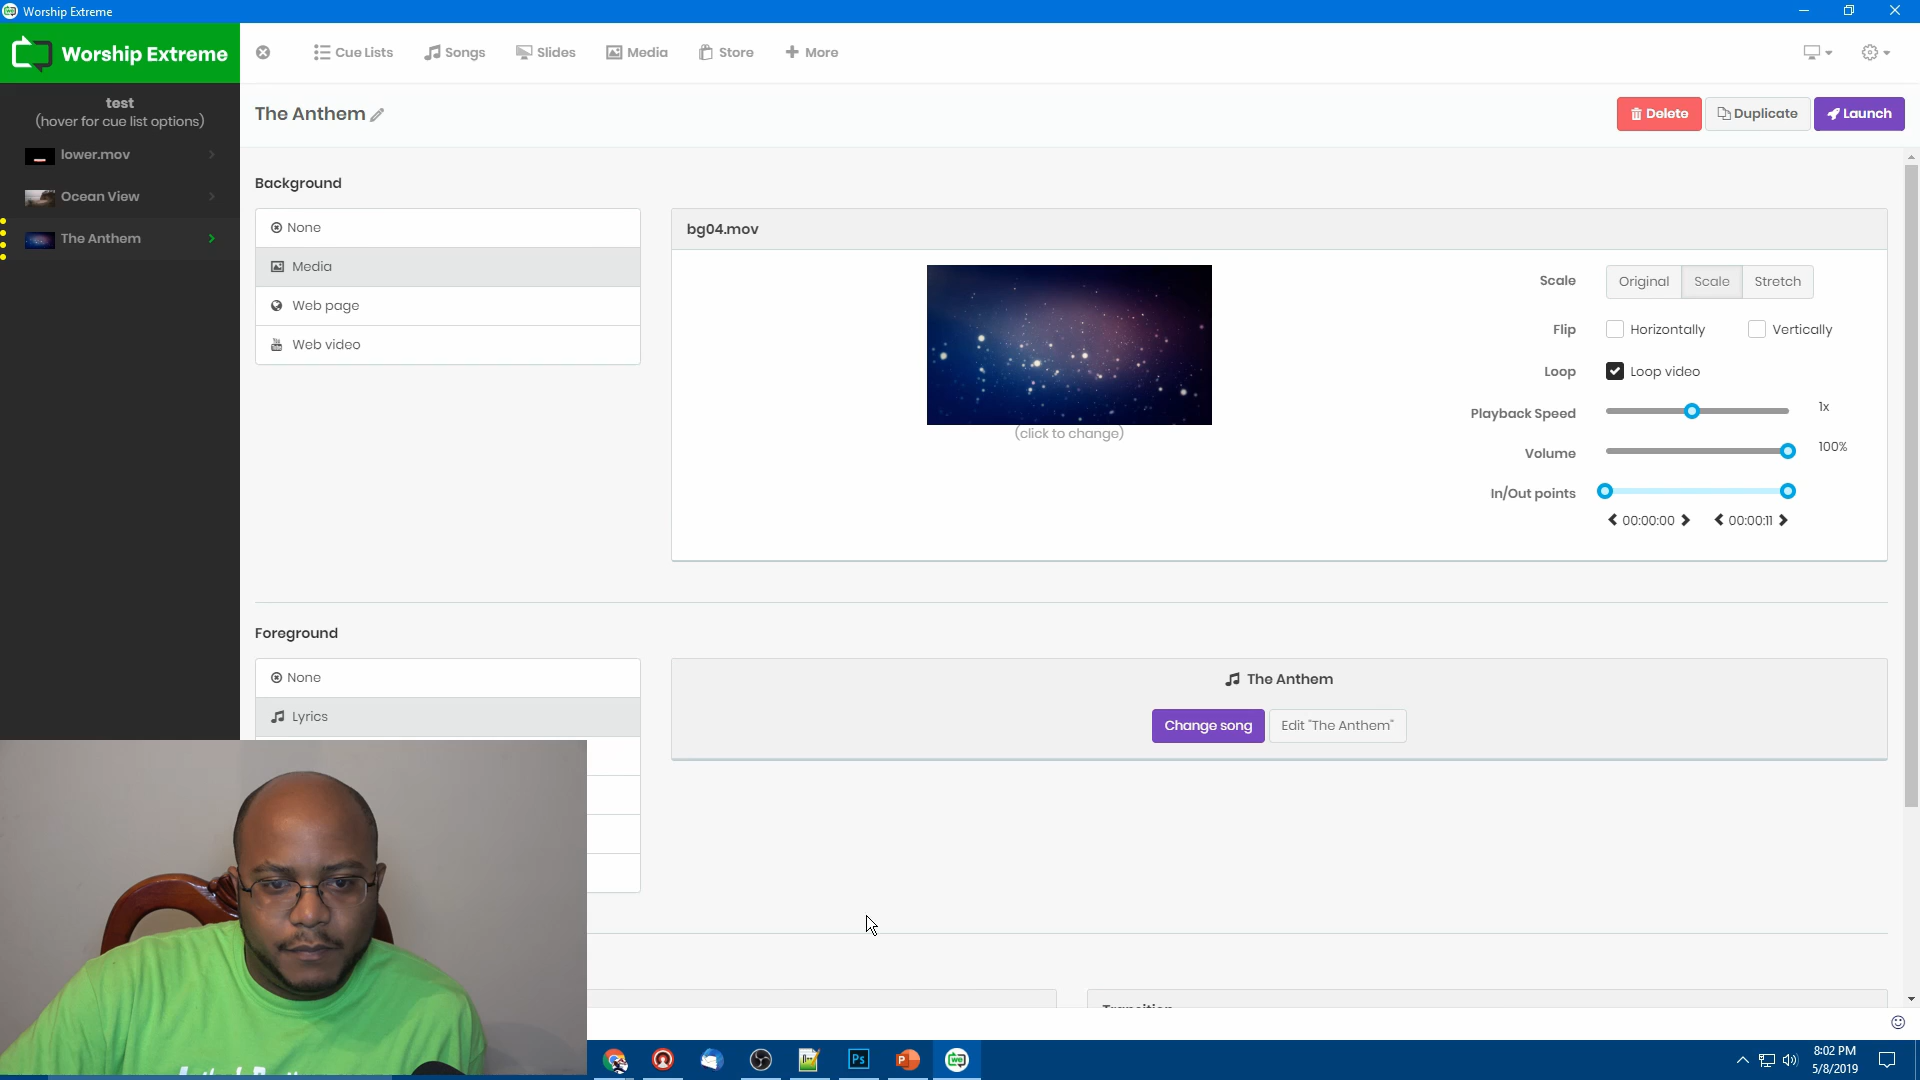 Worship Extreme
Worship Extreme
Cue Lists
Songs
Slides
Media
Store
More
test
(hover for cue list options)
lower.mov
Ocean View
The Anthem
The Anthem
Delete
Duplicate
Launch
Background
None
Media
Web page
Web video
bg04.mov
(click to change)
Scale
Original
Scale
Stretch
Flip
Horizontally
Vertically
Loop
Loop video
Playback Speed
1x
Volume
100%
In/Out points
00:00:00
00:00:11
Foreground
None
Lyrics
The Anthem
Change song
Edit "The Anthem"
Transition
Ps
we
8:02 PM
5/8/2019